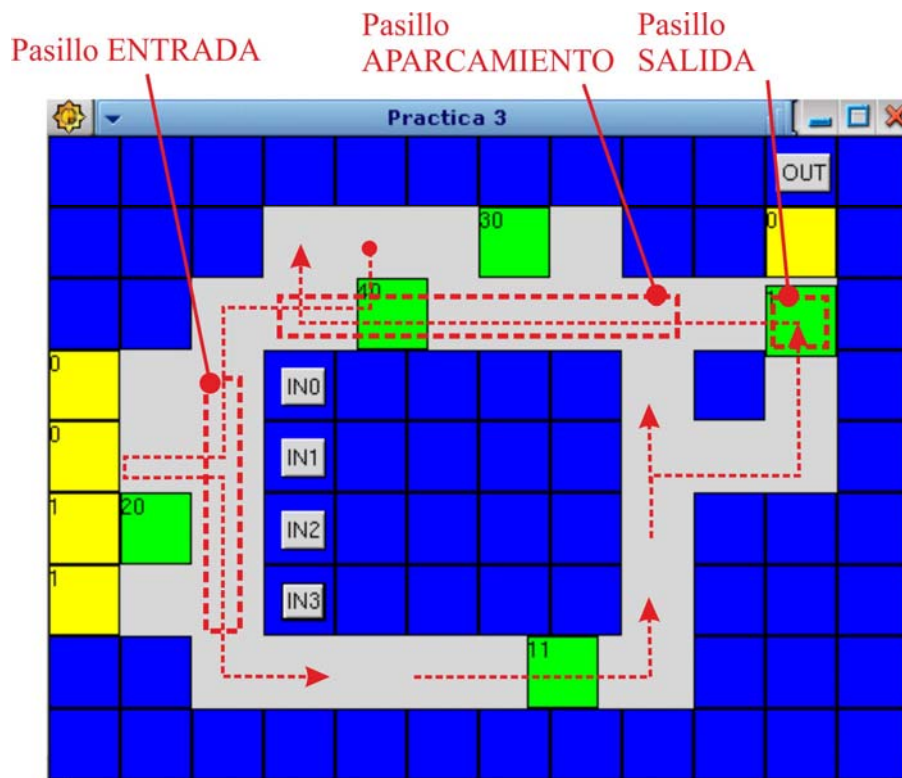 Pasillo
Pasillo
Pasillo ENTRADA
APARCAMIENTO
SALIDA
Practica 3
OUT
30
0
40
1
0
IN0
0
IN1
1
20
IN2
1
IN3
11